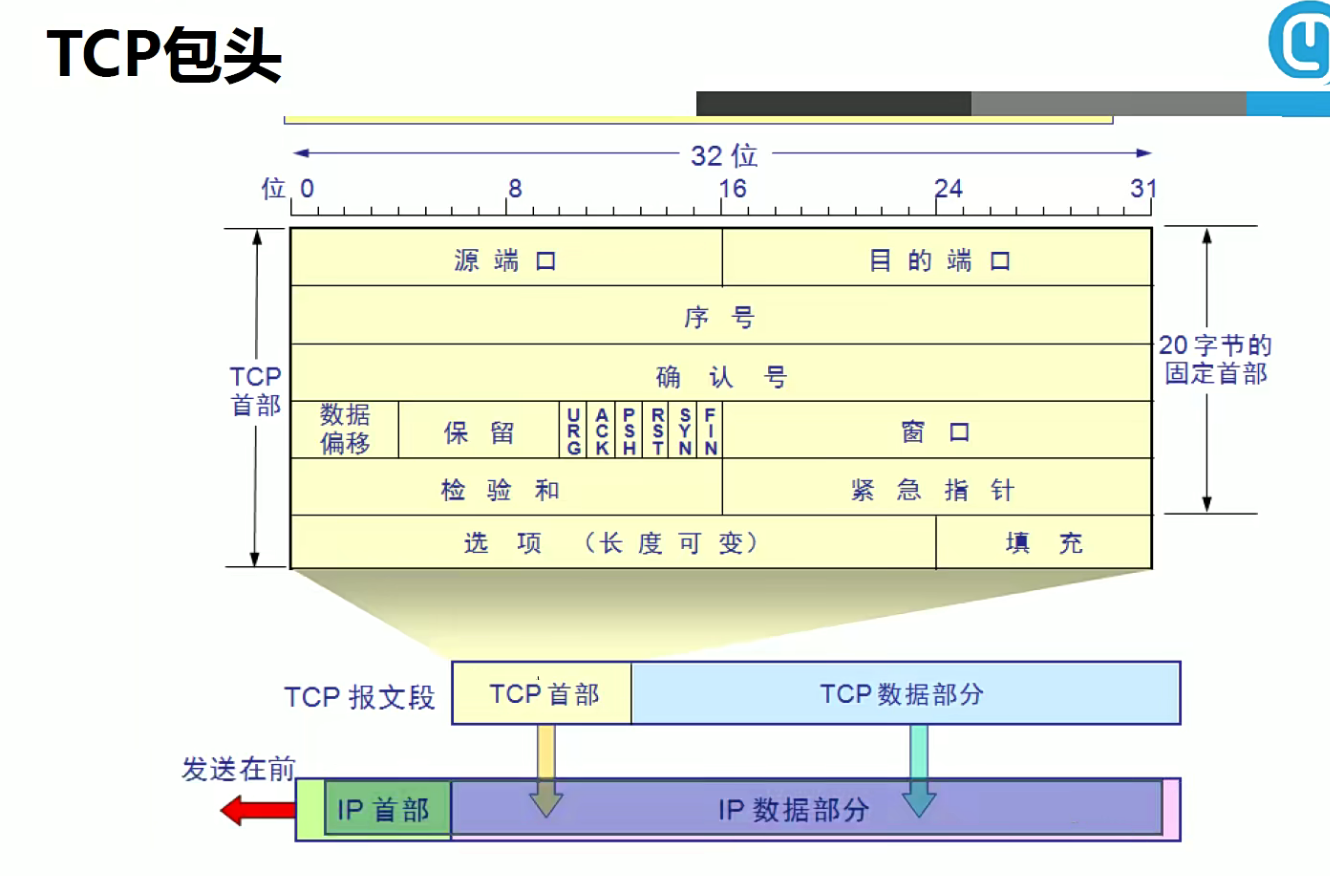 TCP包头
32 位
位 0 8 16 24 31
源 端 口 目 的 端 口
序 号
确 认 号
TCP
首部
20 字节的
固定首部
数据
偏移
保 留
URG
ACK
PSH
RST
SYN
FIN
窗 口
检 验 和 紧 急 指 针
选 项 （长 度 可 变） 填 充
TCP 报文段 TCP 首部 TCP 数据部分
发送在前
IP 首部 IP 数据部分